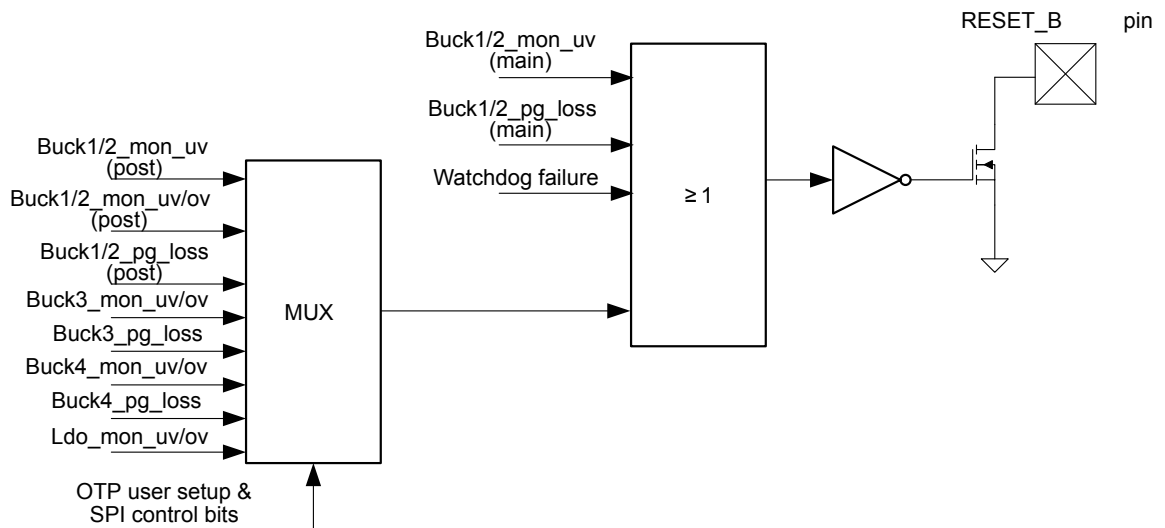 RESET_B pin
Buck1/2_mon_uv
(main)
Buck1/2_pg_loss
(main)
Watchdog failure
≥ 1
Buck1/2_mon_uv
(post)
Buck1/2_mon_uv/ov
(post)
Buck1/2_pg_loss
(post)
Buck3_mon_uv/ov
Buck3_pg_loss
Buck4_mon_uv/ov
Buck4_pg_loss
Ldo_mon_uv/ov
MUX
OTP user setup &
SPI control bits